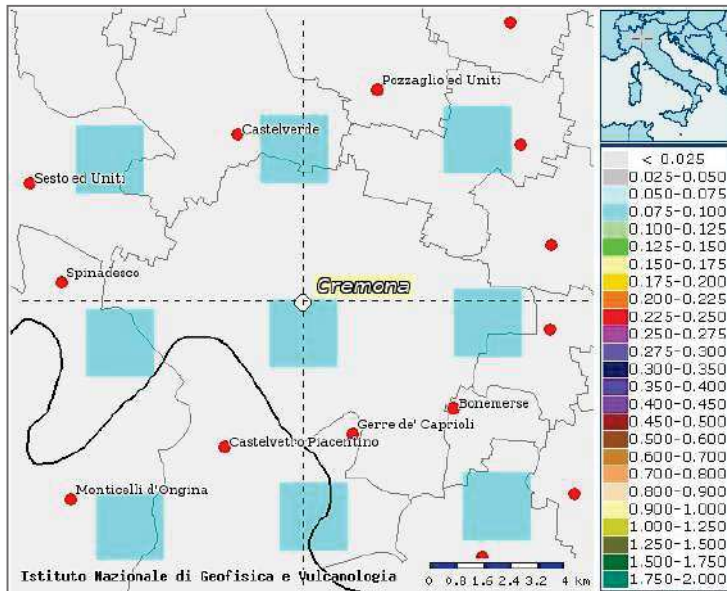 Pozzaglio ed Uniti
Castelverde
Sesto ed Uniti
Spinadesco
Cremona
Bonemerse
Gerre de' Caprioli
Castelvetro Piacentino
Monticelli d'Ongina
Istituto Nazionale di Geofisica e Vulcanologia
0 0.8 1.6 2.4 3.2 4 km
< 0.025
0.025-0.050
0.050-0.075
0.075-0.100
0.100-0.125
0.125-0.150
0.150-0.175
0.175-0.200
0.200-0.225
0.225-0.250
0.250-0.275
0.275-0.300
0.300-0.350
0.350-0.400
0.400-0.450
0.450-0.500
0.500-0.600
0.600-0.700
0.700-0.800
0.800-0.900
0.900-1.000
1.000-1.250
1.250-1.500
1.500-1.750
1.750-2.000